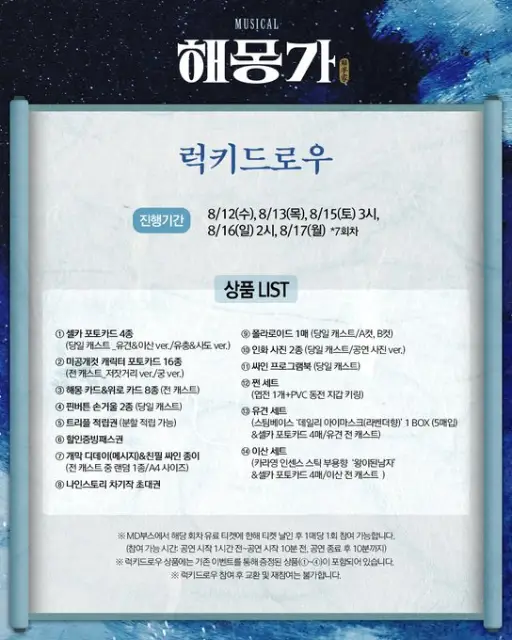 MUSICAL
해몽가
럭키드로우
진행기간
8/12(수), 8/13(목), 8/15(토) 3시,
8/16(일) 2시, 8/17(월) *7회차
상품 LIST
① 셀카 포토카드 4종
(당일 캐스트 _유건&이산 ver./유충&사도 ver.)
② 미공개컷 캐릭터 포토카드 16종
(전 캐스트_저잣거리 ver./궁 ver.)
③ 해몽 카드&위로 카드 8종 (전 캐스트)
④ 핀버튼 손거울 2종 (당일 캐스트)
⑤ 트리플 적립권 (분할 적립 가능)
⑥ 할인증빙패스권
⑦ 개막 디데이(메시지)&친필 싸인 종이
(전 캐스트 중 랜덤 1종/A4 사이즈)
⑧ 나인스토리 차기작 초대권
⑨ 폴라로이드 1매 (당일 캐스트/A컷, B컷)
⑩ 인화 사진 2종 (당일 캐스트/공연 사진 ver.)
⑪ 싸인 프로그램북 (당일 캐스트)
⑫ 쩐 세트
(엽전 1개+PVC 동전 지갑 키링)
⑬ 유건 세트
(스팀베이스 '데일리 아이마스크(라벤더향)' 1 BOX (5매입)
&셀카 포토카드 4매/유건 전 캐스트)
⑭ 이산 세트
(카라영 인센스 스틱 부용향 '왕이된남자'
&셀카 포토카드 4매/이산 전 캐스트 )
※ MD부스에서 해당 회차 유료 티켓에 한해 티켓 날인 후 1매당 1회 참여 가능합니다.
(참여 가능 시간: 공연 시작 1시간 전~공연 시작 10분 전, 공연 종료 후 10분까지)
※ 럭키드로우 상품에는 기존 이벤트를 통해 증정된 상품(①~④)이 포함되어 있습니다.
※ 럭키드로우 참여 후 교환 및 재참여는 불가합니다.